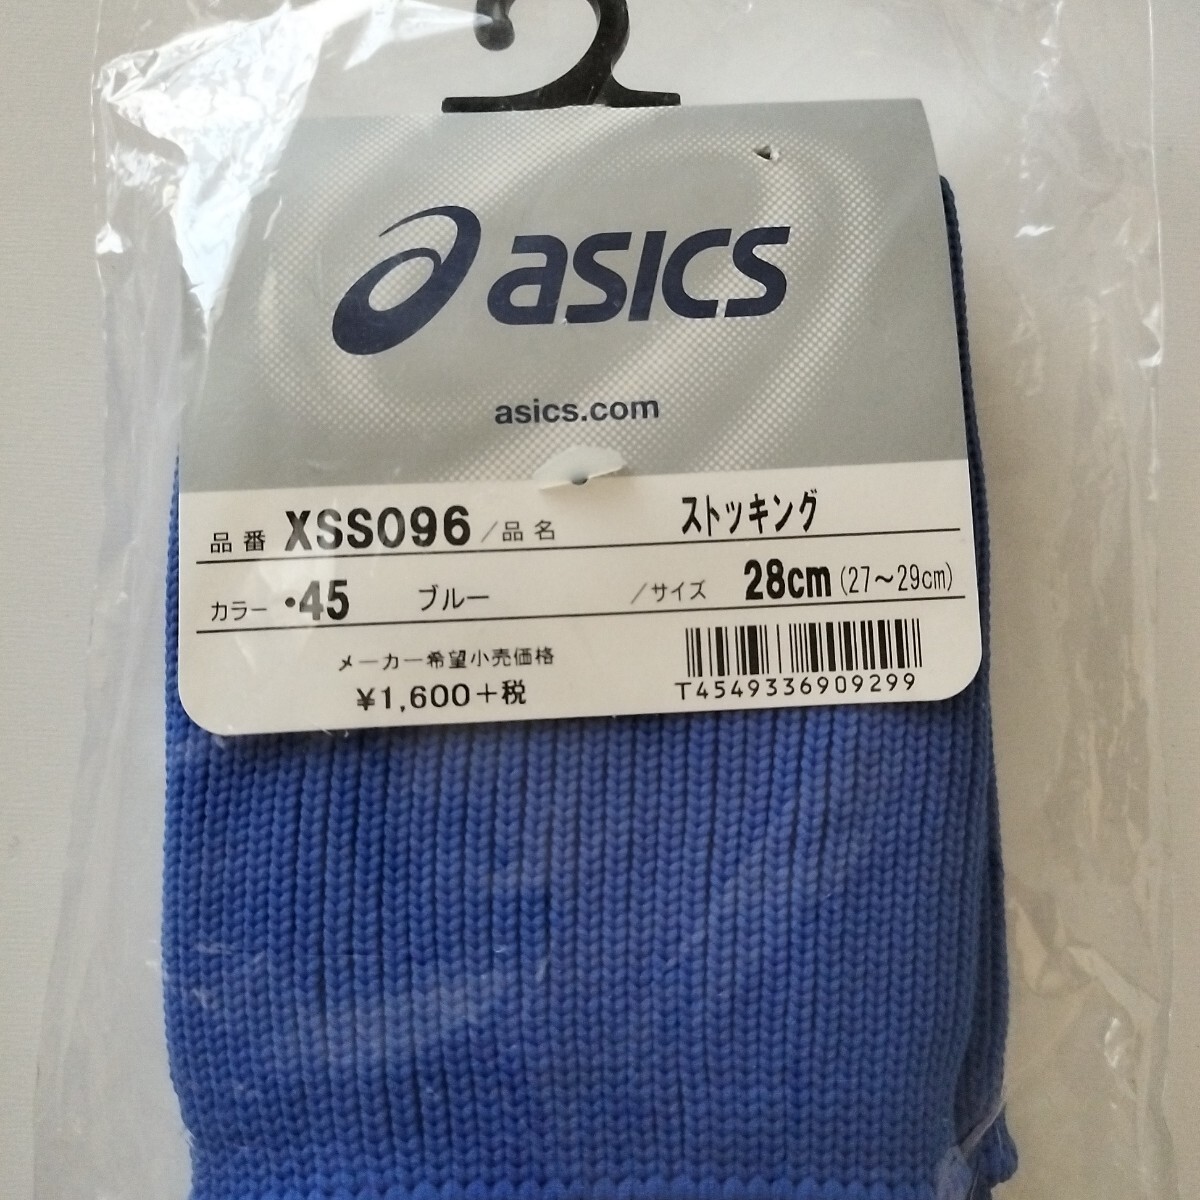 asics
asics.com
品番 XSS096 /品名 ストッキング
カラー ・45 ブルー /サイズ 28cm (27～29cm)
メーカー希望小売価格
¥1,600+税
T4549336909299